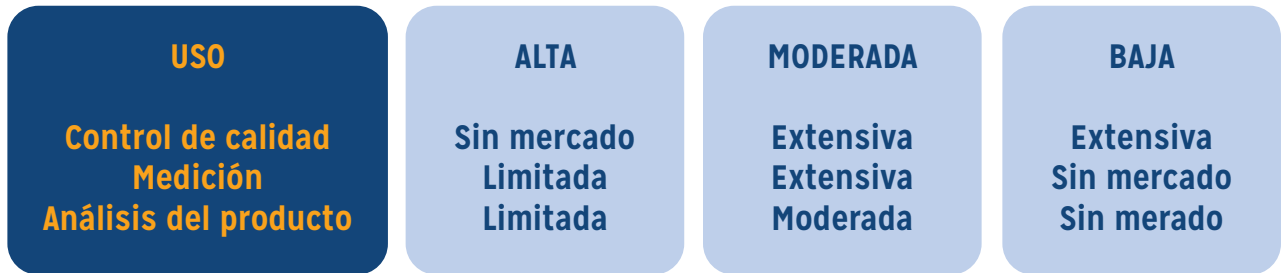 USO ALTA MODERADA BAJA
Control de calidad Sin mercado Extensiva Extensiva
Medición Limitada Extensiva Sin mercado
Análisis del producto Limitada Moderada Sin merado